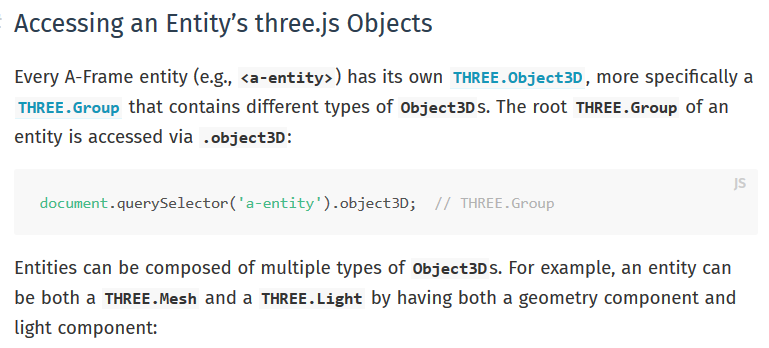 Accessing an Entity’s three.js Objects
Every A-Frame entity (e.g., <a-entity>) has its own THREE.Object3D, more specifically a
THREE.Group that contains different types of Object3Ds. The root THREE.Group of an
entity is accessed via .object3D:
JS
document.querySelector('a-entity').object3D;  // THREE.Group
Entities can be composed of multiple types of Object3Ds. For example, an entity can
be both a THREE.Mesh and a THREE.Light by having both a geometry component and
light component: